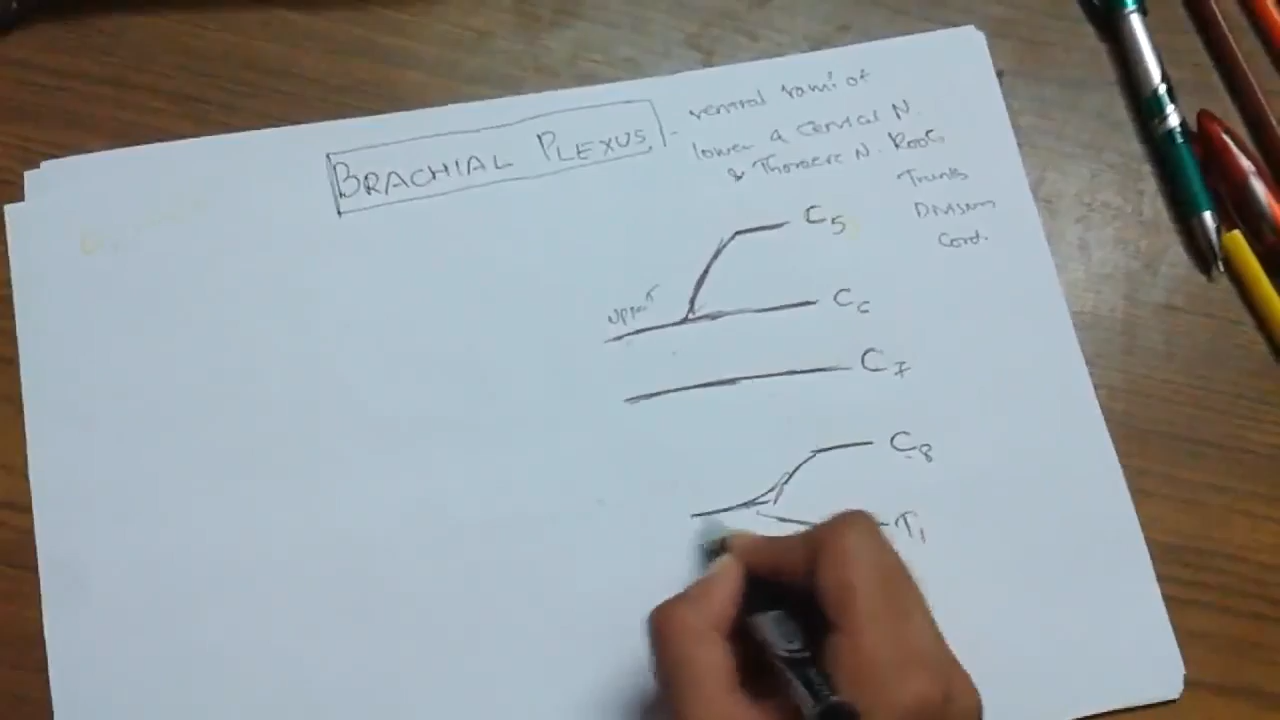 BRACHIAL PLEXUS
- ventral rami of
lower 4 Cervical N.
& Thoracic N. Roots
Trunks
Division
Cord.
C5
upper
C6
C7
C8
T1